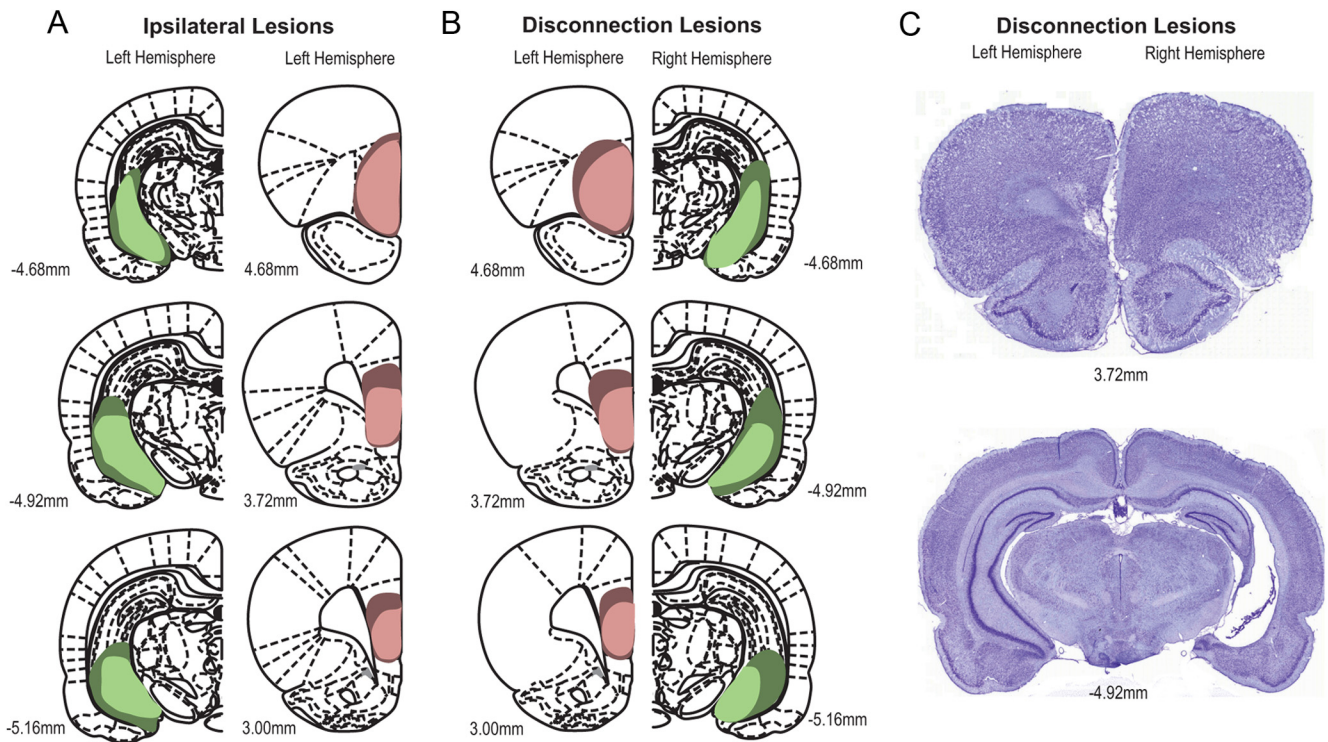 A
Ipsilateral Lesions
Left Hemisphere
Left Hemisphere
-4.68mm
4.68mm
-4.92mm
3.72mm
-5.16mm
3.00mm
B
Disconnection Lesions
Left Hemisphere
Right Hemisphere
4.68mm
-4.68mm
3.72mm
-4.92mm
3.00mm
-5.16mm
C
Disconnection Lesions
Left Hemisphere
Right Hemisphere
3.72mm
-4.92mm